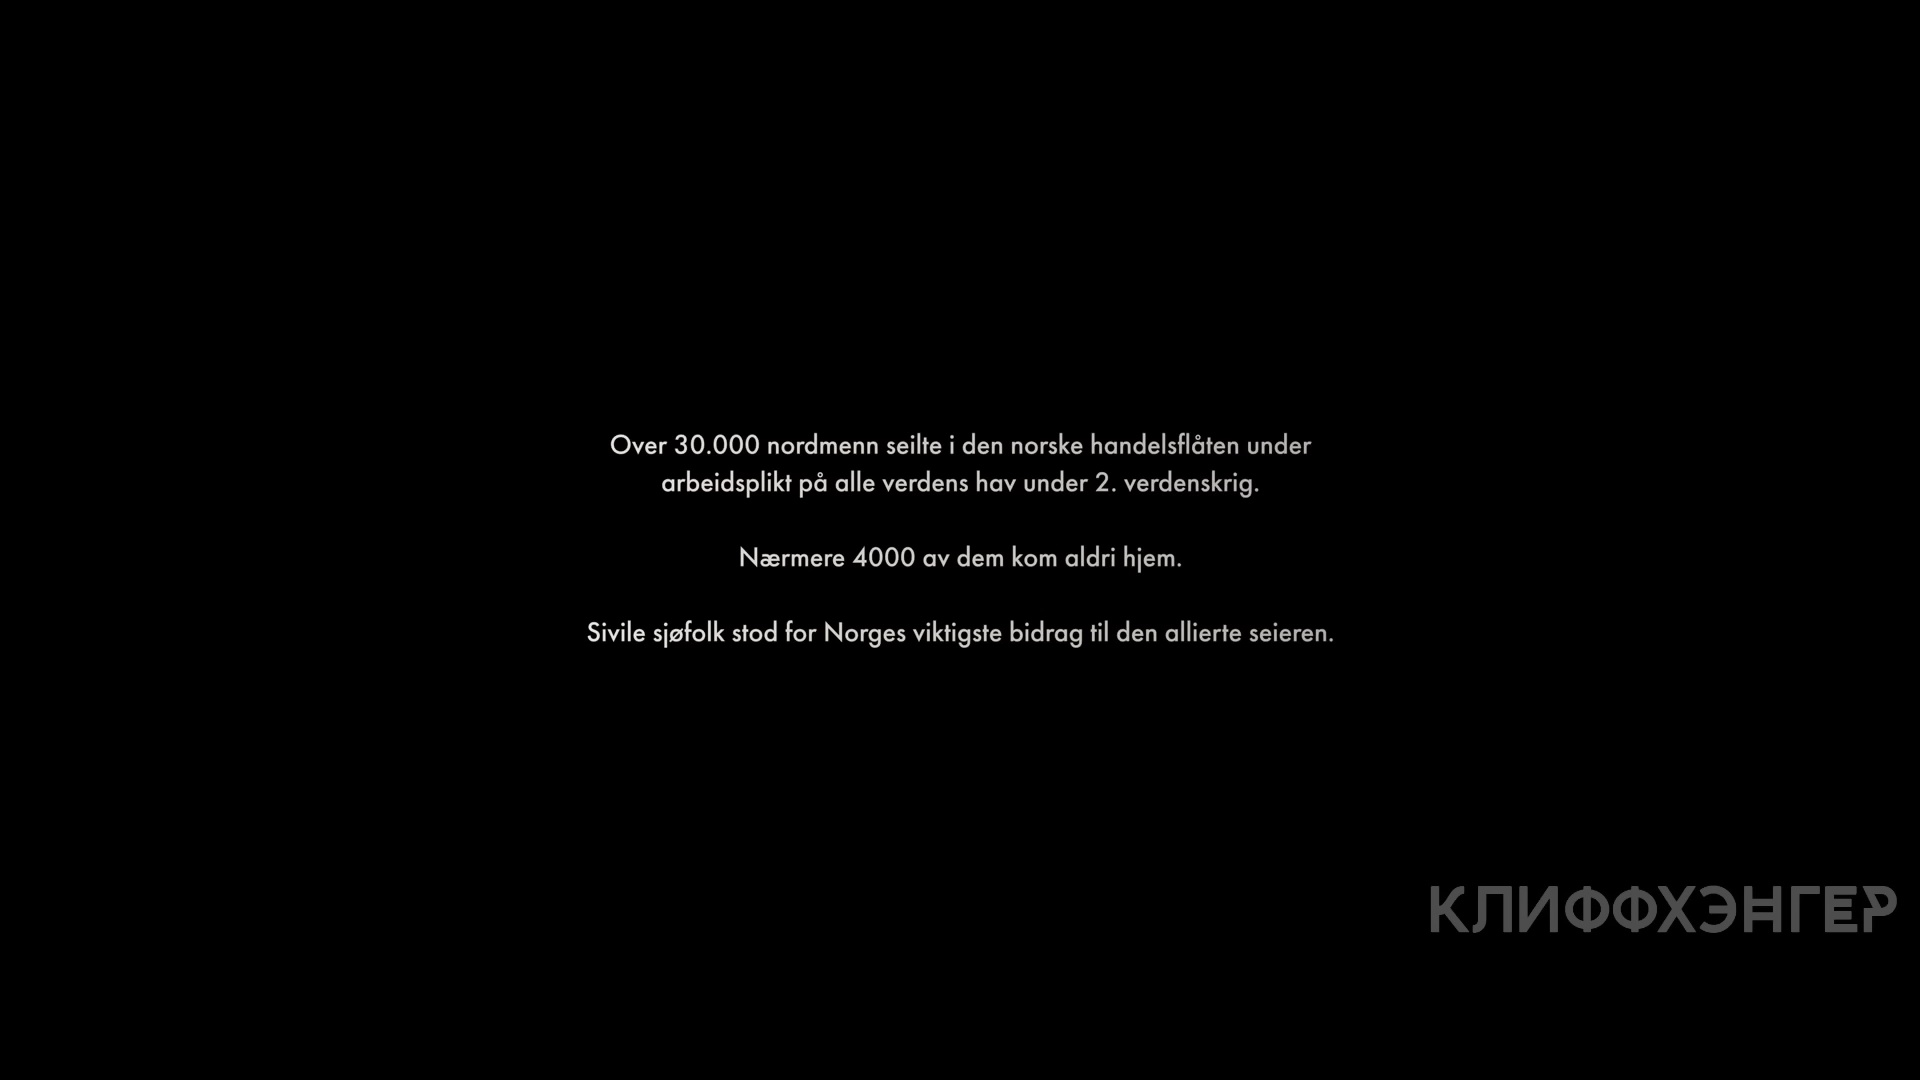 Over 30.000 nordmenn seilte i den norske handelsflåten under
arbeidsplikt på alle verdens hav under 2. verdenskrig.
Nærmere 4000 av dem kom aldri hjem.
Sivile sjøfolk stod for Norges viktigste bidrag til den allierte seieren.
КЛИФФХЭНГЕР